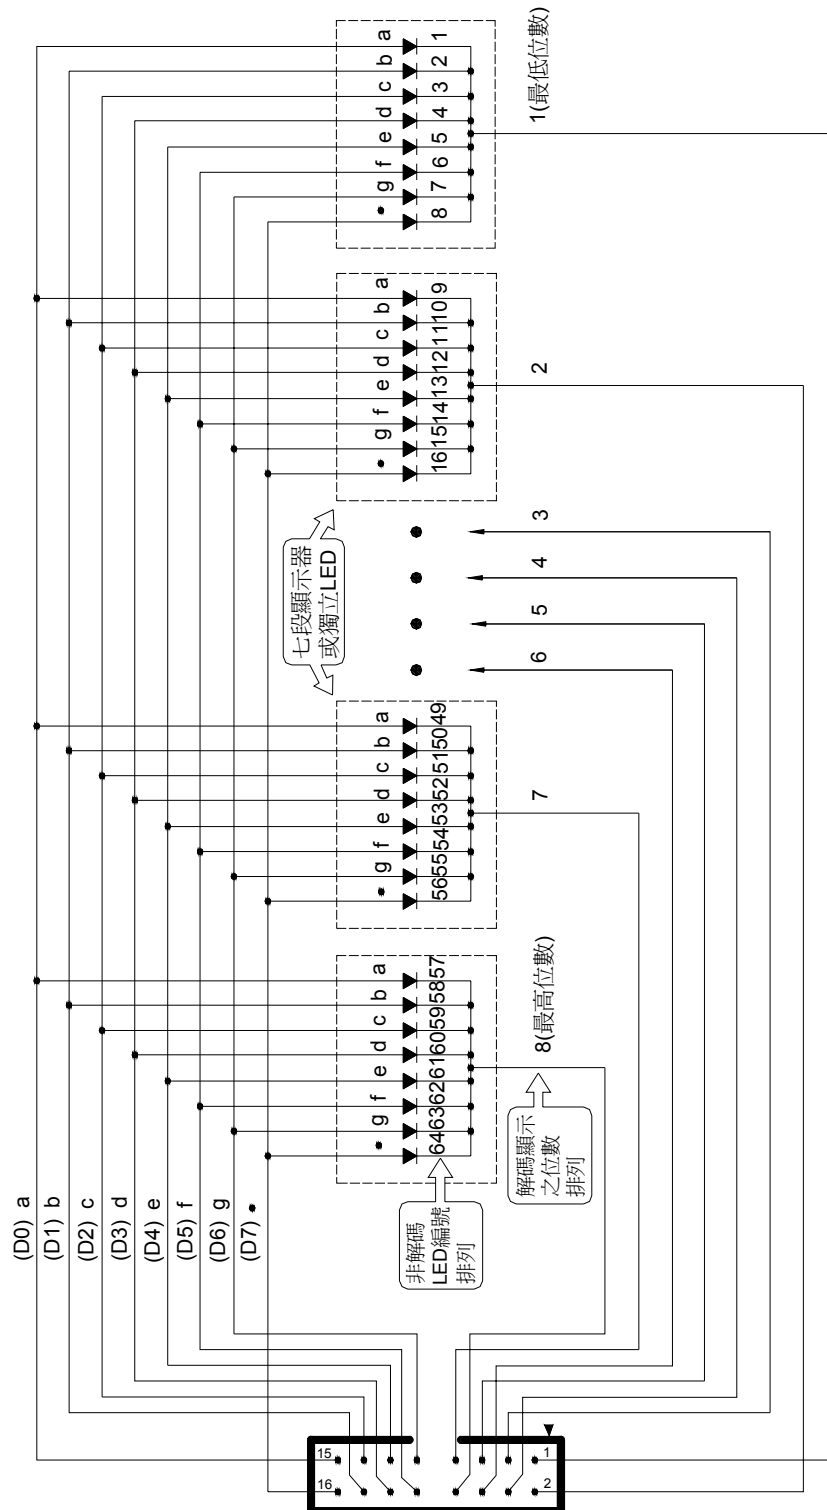 (D0) a
(D1) b
(D2) c
(D3) d
(D4) e
(D5) f
(D6) g
(D7) •
15
16
1
2
七段顯示器
或獨立LED
• g f e d c b a
64 63 62 61 60 59 58 57
• g f e d c b a
56 55 54 53 52 51 50 49
• g f e d c b a
16 15 14 13 12 11 10 9
• g f e d c b a
8 7 6 5 4 3 2 1
非解碼
LED編號
排列
8(最高位數) 7 6 5 4 3 2 1(最低位數)
解碼顯示
之位數
排列